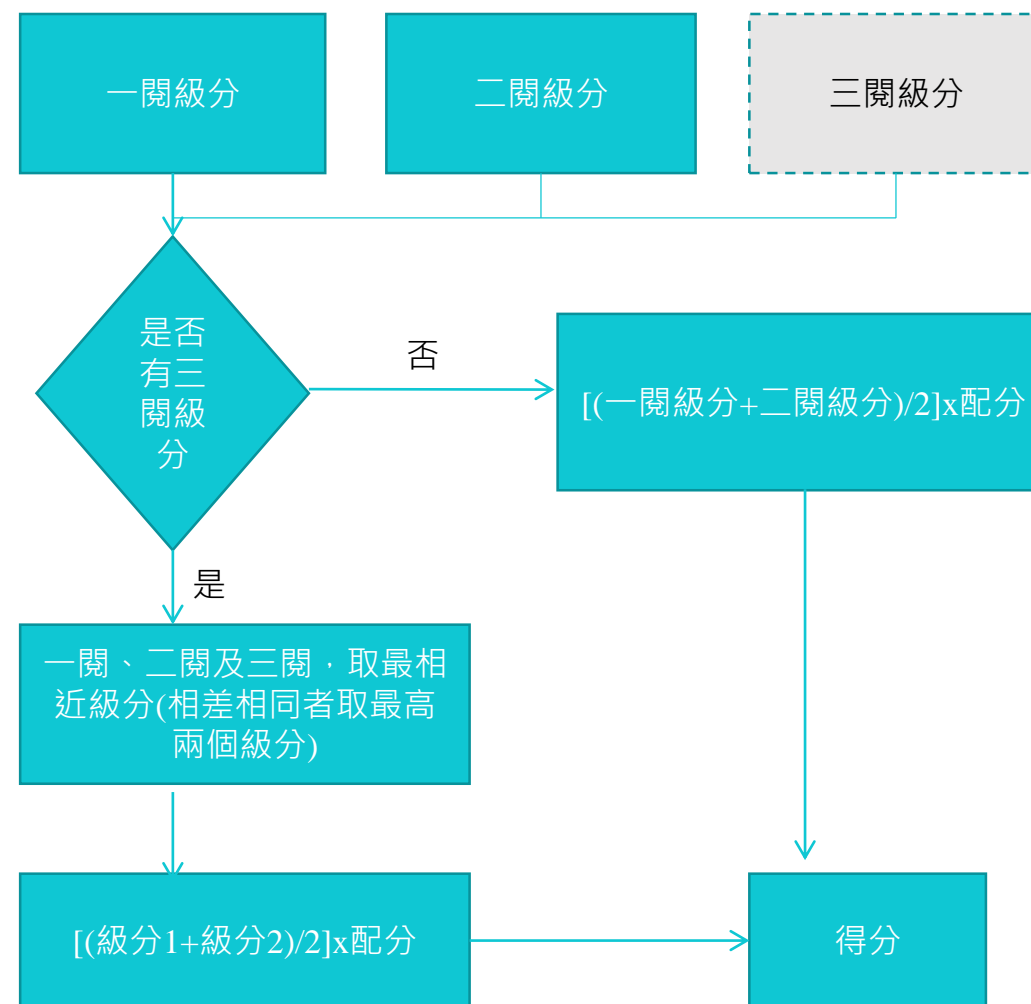 一閱級分
二閱級分
三閱級分
是否
有三
閱級
分
否
[(一閱級分+二閱級分)/2]x配分
是
一閱、二閱及三閱，取最相
近級分(相差相同者取最高
兩個級分)
[(級分1+級分2)/2]x配分
得分